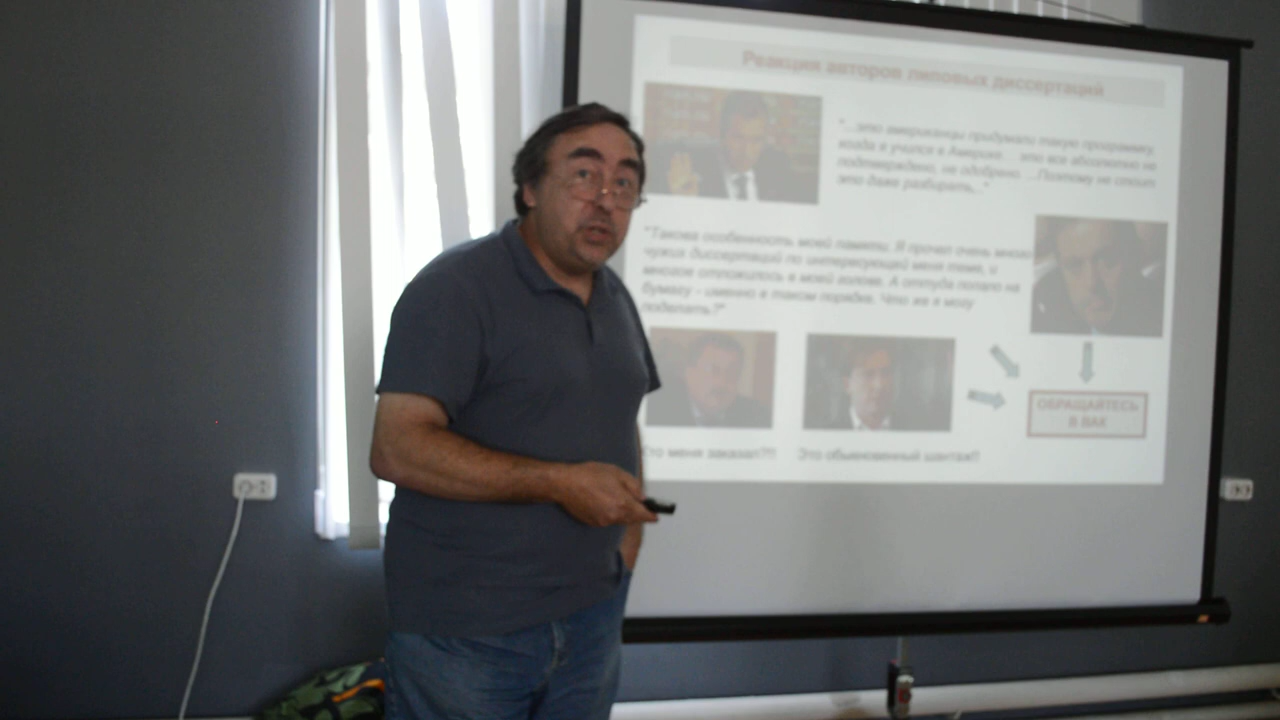 Реакция авторов липовых диссертаций
"...это американцы придумали такую программу,
когда я учился в Америке... это все абсолютно не
подтверждено, не одобрено. ...Поэтому не стоит
это даже разбирать..."
"Такова особенность моей памяти. Я прочел очень много
чужих диссертаций по интересующей меня теме, и
многое отложилось в моей голове. А оттуда попало на
бумагу - именно в таком порядке. Что же я могу
поделать?"
Кто меня заказал??!!
Это обыкновенный шантаж!!
ОБРАЩАЙТЕСЬ
В ВАК